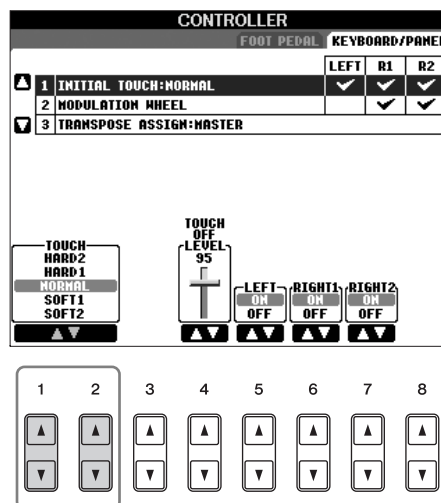 CONTROLLER
FOOT PEDAL KEYBOARD/PANEL
LEFT R1 R2
1 INITIAL TOUCH:NORMAL
2 MODULATION WHEEL
3 TRANSPOSE ASSIGN:MASTER
TOUCH
HARD2
HARD1
NORMAL
SOFT1
SOFT2
TOUCH
OFF
LEVEL
95
LEFT
ON
OFF
RIGHT1
ON
OFF
RIGHT2
ON
OFF
1 2 3 4 5 6 7 8